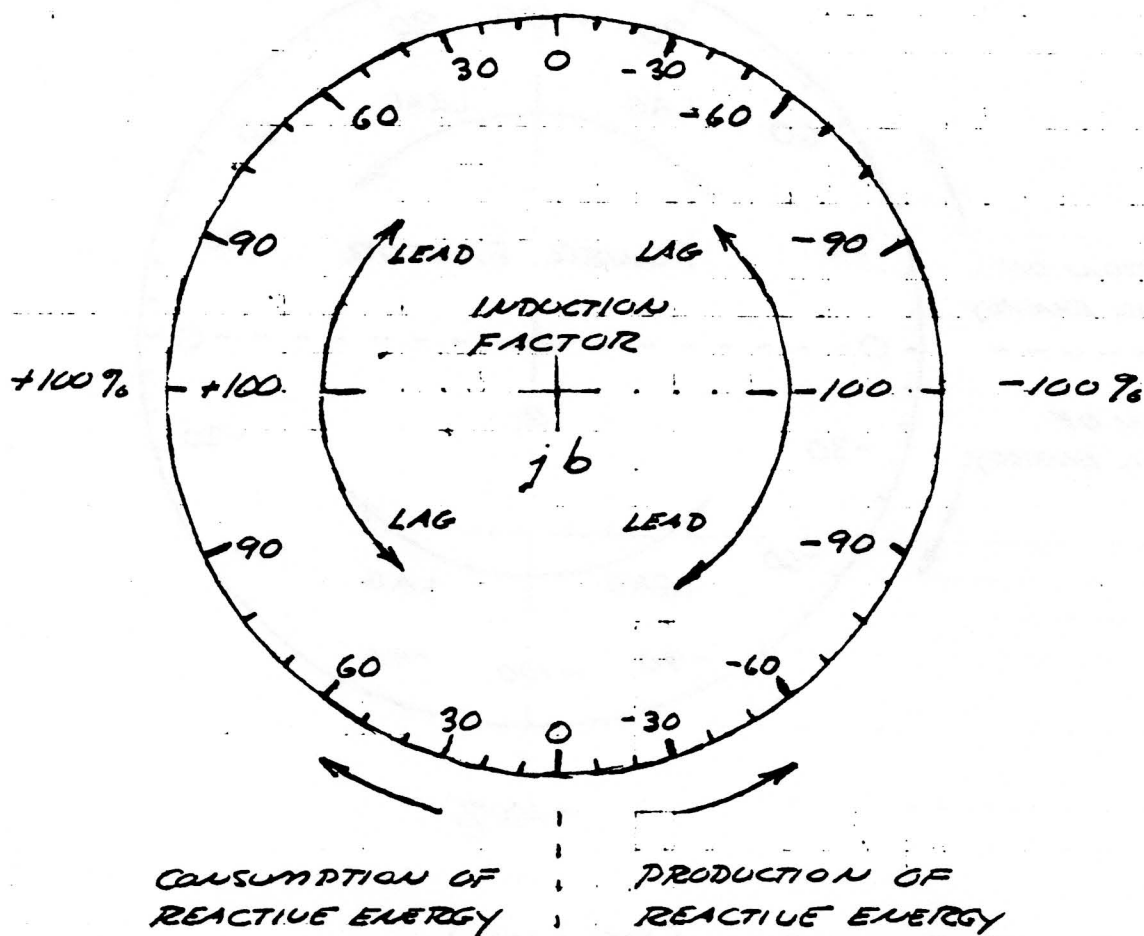 30 0 -30
60 -60
90 -90
LEAD LAG
INDUCTION
FACTOR
+100% +100 -100 -100%
jb
LAG LEAD
90 -90
60 -60
30 0 -30
CONSUMPTION OF
REACTIVE ENERGY
PRODUCTION OF
REACTIVE ENERGY